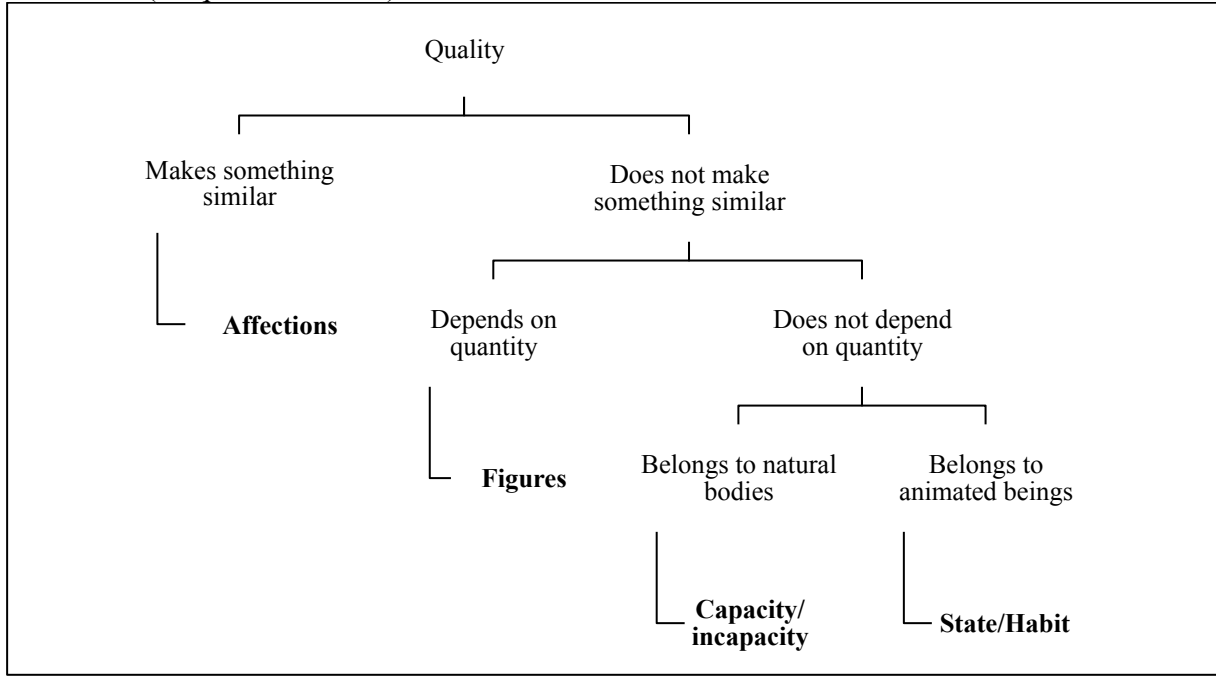 Quality
Makes something
similar
Does not make
something similar
Affections
Depends on
quantity
Does not depend
on quantity
Figures
Belongs to natural
bodies
Belongs to
animated beings
Capacity/
incapacity
State/Habit